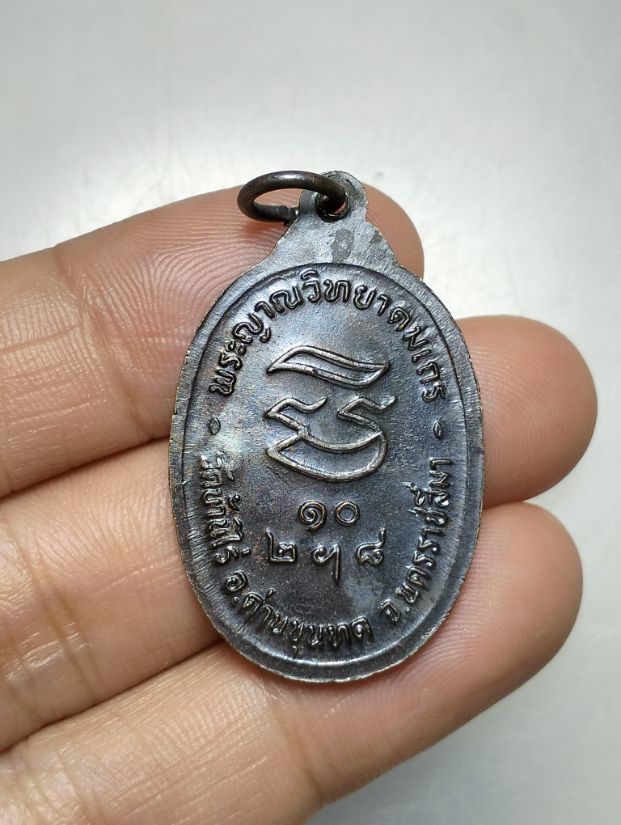 พระญาณวิทยาคมเถร
๑๐
๒ ฯ ๘
วัดบ้านไร่ อ.ด่านขุนทด จ.นครราชสีมา